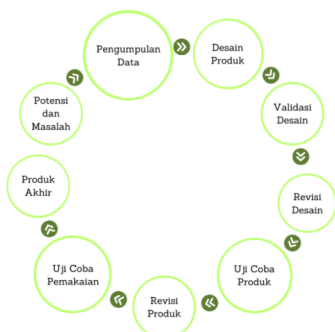 Potensi
dan
Masalah
Pengumpulan
Data
Desain
Produk
Validasi
Desain
Revisi
Desain
Uji Coba
Produk
Revisi
Produk
Uji Coba
Pemakaian
Produk
Akhir